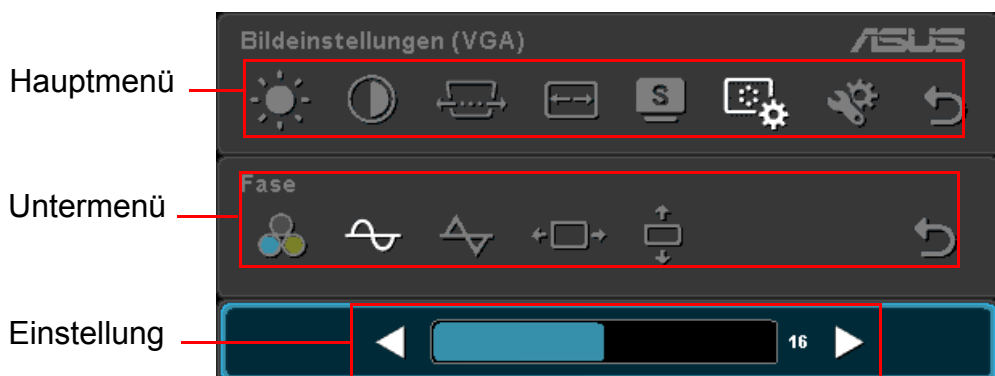 Bildeinstellungen (VGA)
ASUS
Hauptmenü
S
Fase
Untermenü
Einstellung
16